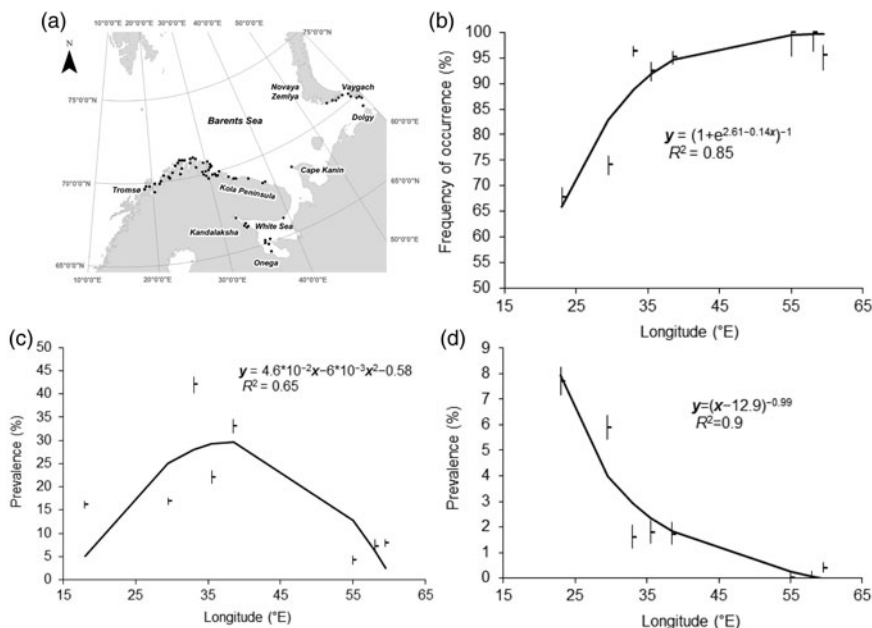 (a)
10°0'0"E 20°0'0"E 30°0'0"E 40°0'0"E 50°0'0"E 60°0'0"E
N
75°0'0"N
Novaya
Zemlya
Vaygach
Dolgy
75°0'0"N
Barents Sea
60°0'0"E
Cape Kanin
70°0'0"N
Tromsø
Kola Peninsula
65°0'0"N
White Sea
Kandalaksha
Onega
50°0'0"E
65°0'0"N
10°0'0"E 20°0'0"E 30°0'0"E 40°0'0"E
(b)
Frequency of occurrence (%)
100
95
90
85
80
75
70
65
60
55
50
y = (1+e^2.61−0.14x)^−1
R² = 0.85
15 25 35 45 55 65
Longitude (°E)
(c)
Prevalence (%)
50
45
40
35
30
25
20
15
10
5
0
y = 4.6*10^−2x−6*10^−3x²−0.58
R² = 0.65
15 25 35 45 55 65
Longitude (°E)
(d)
Prevalence (%)
9
8
7
6
5
4
3
2
1
0
y=(x−12.9)^−0.99
R²=0.9
15 25 35 45 55 65
Longitude (°E)